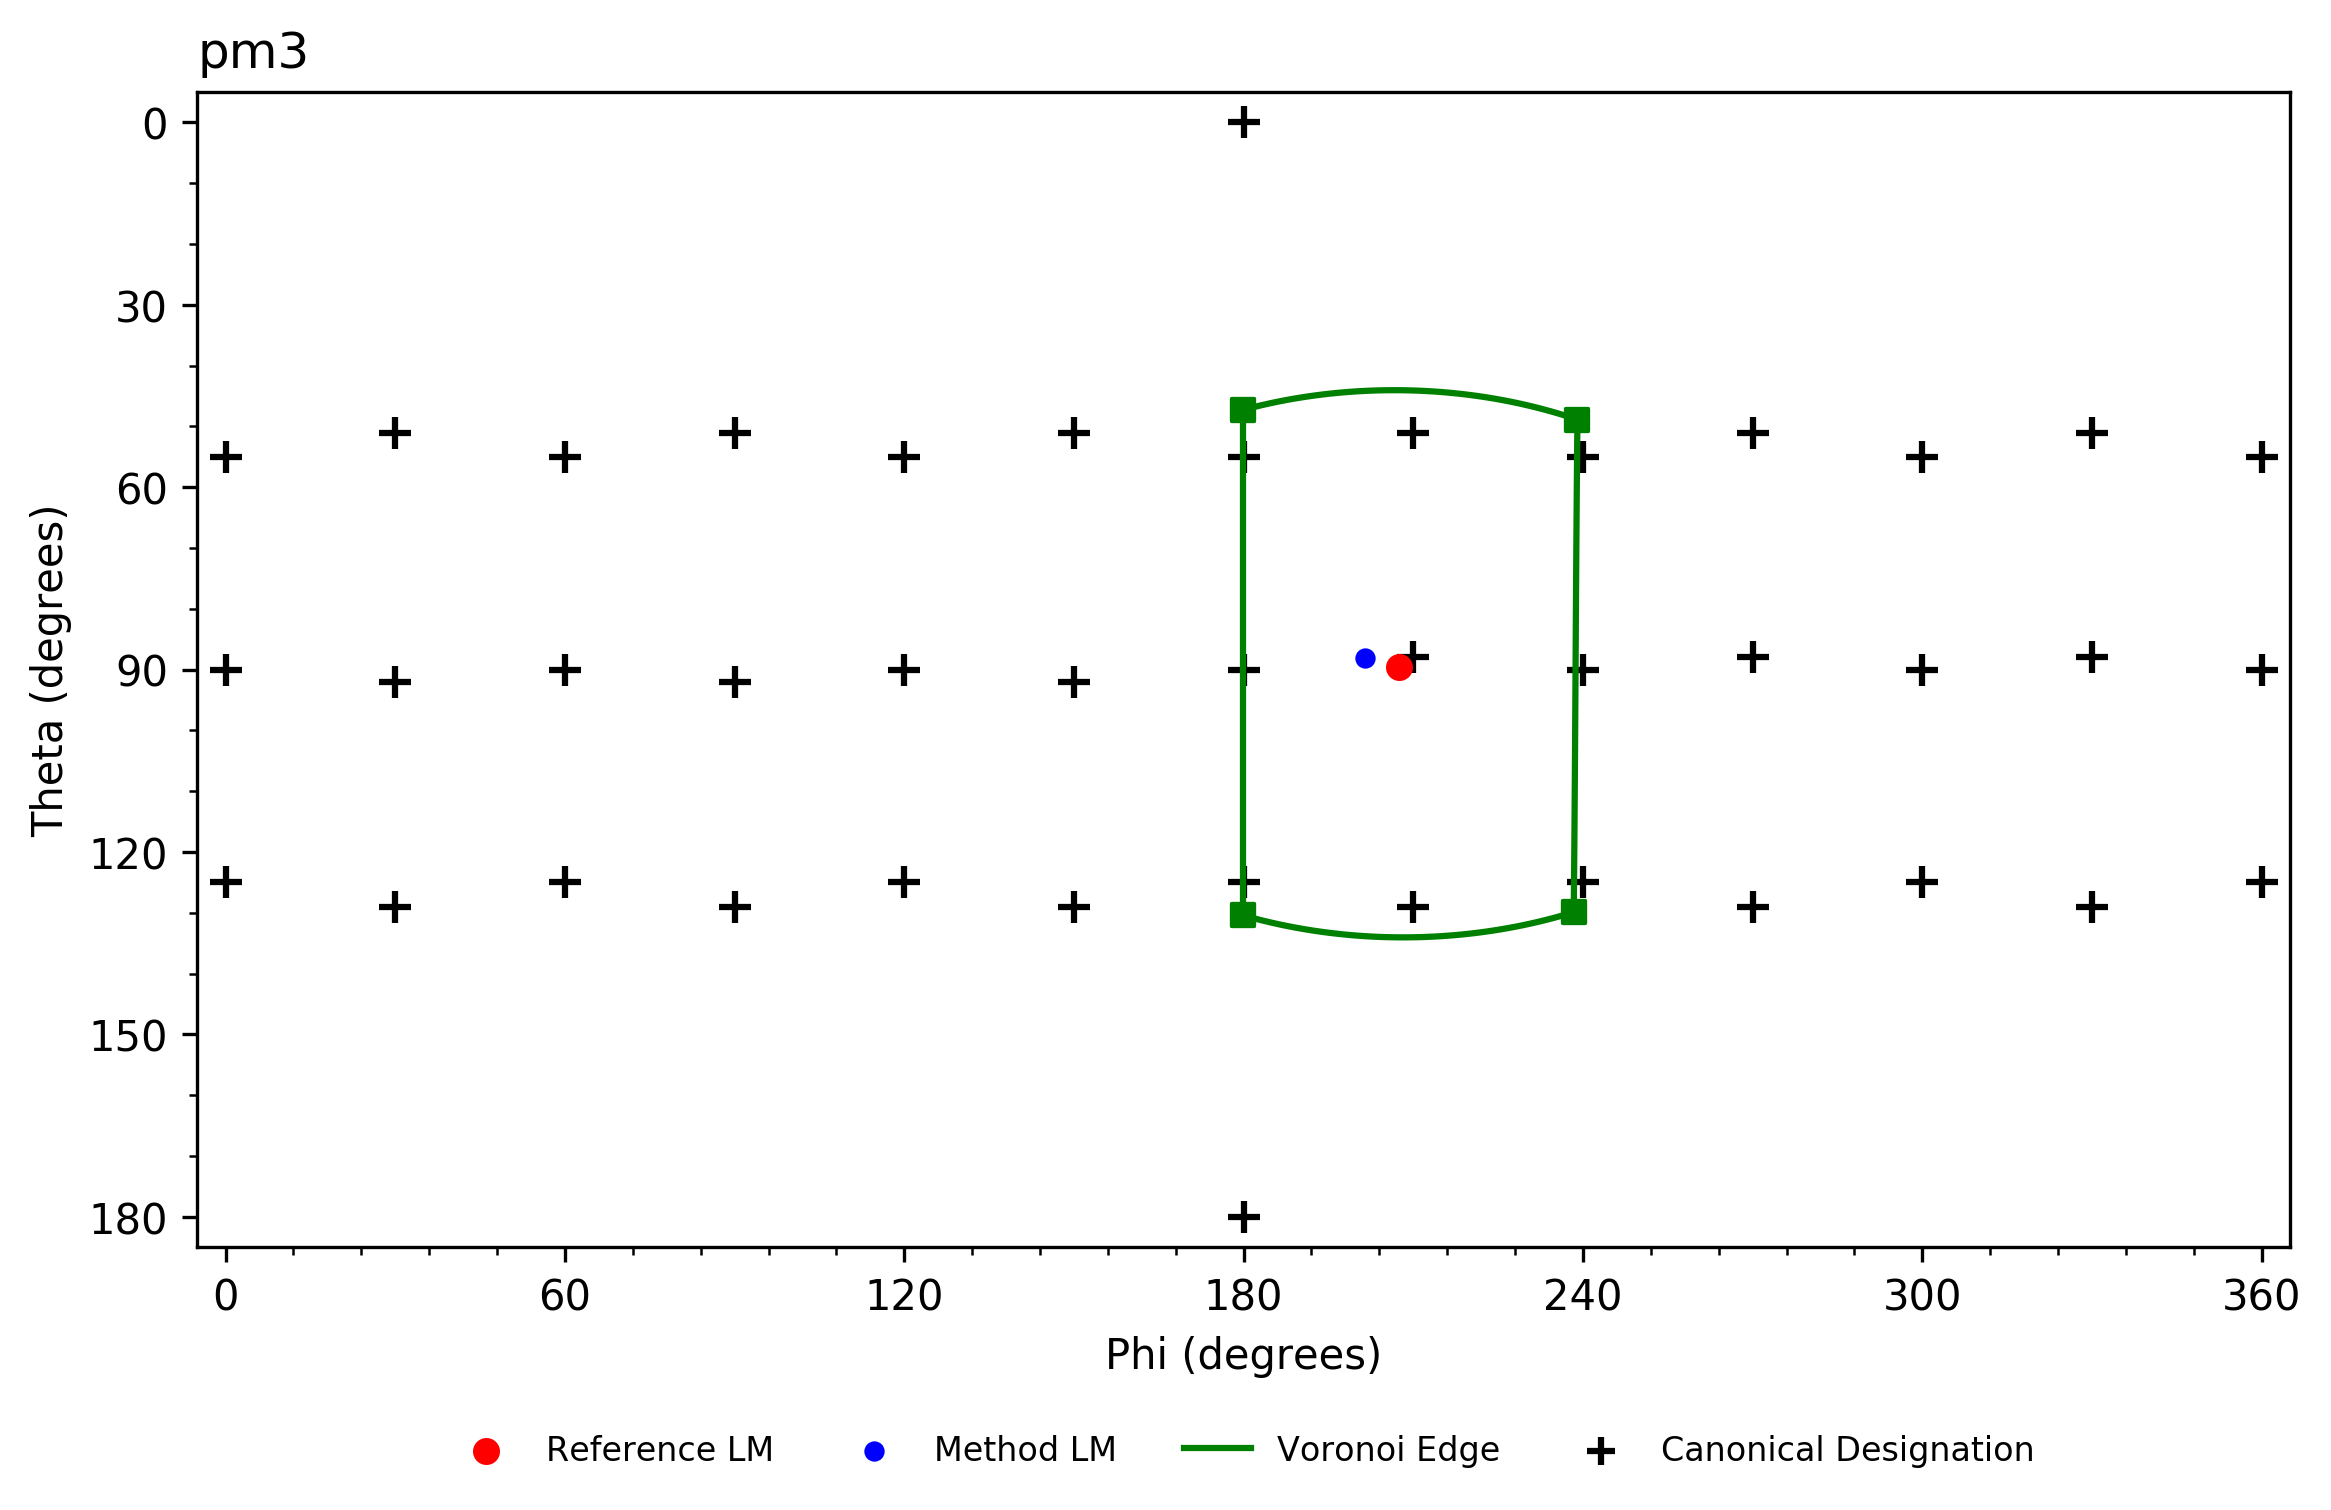 pm3
0
30
60
90
120
150
180
Theta (degrees)
0 60 120 180 240 300 360
Phi (degrees)
Reference LM Method LM Voronoi Edge Canonical Designation